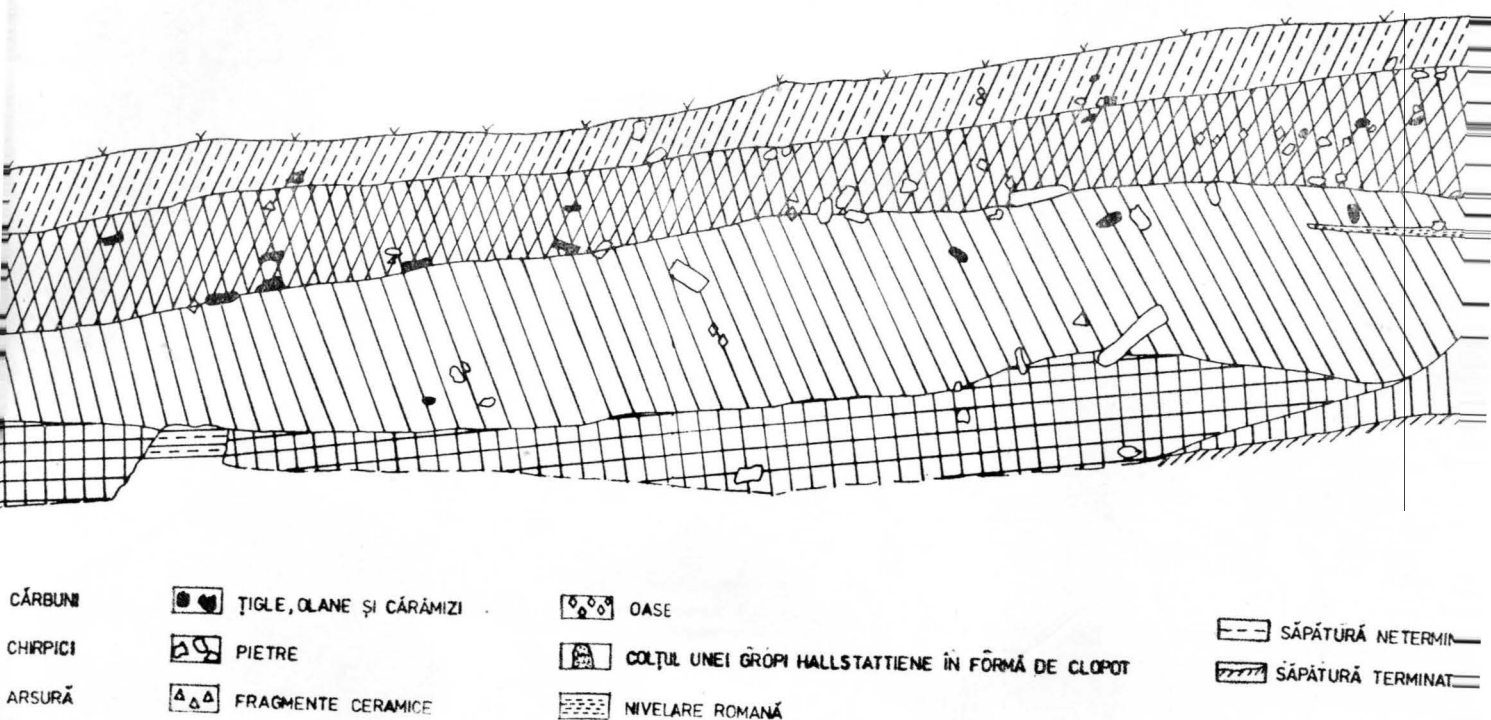 CĂRBUNI
CHIRPICI
ARSURĂ
ȚIGLE, OLANE ȘI CĂRĂMIZI
PIETRE
FRAGMENTE CERAMICE
OASE
COLȚUL UNEI GROPI HALLSTATTIENE ÎN FORMĂ DE CLOPOT
NIVELARE ROMANĂ
SĂPĂTURĂ NETERMIN
SĂPĂTURĂ TERMINAT